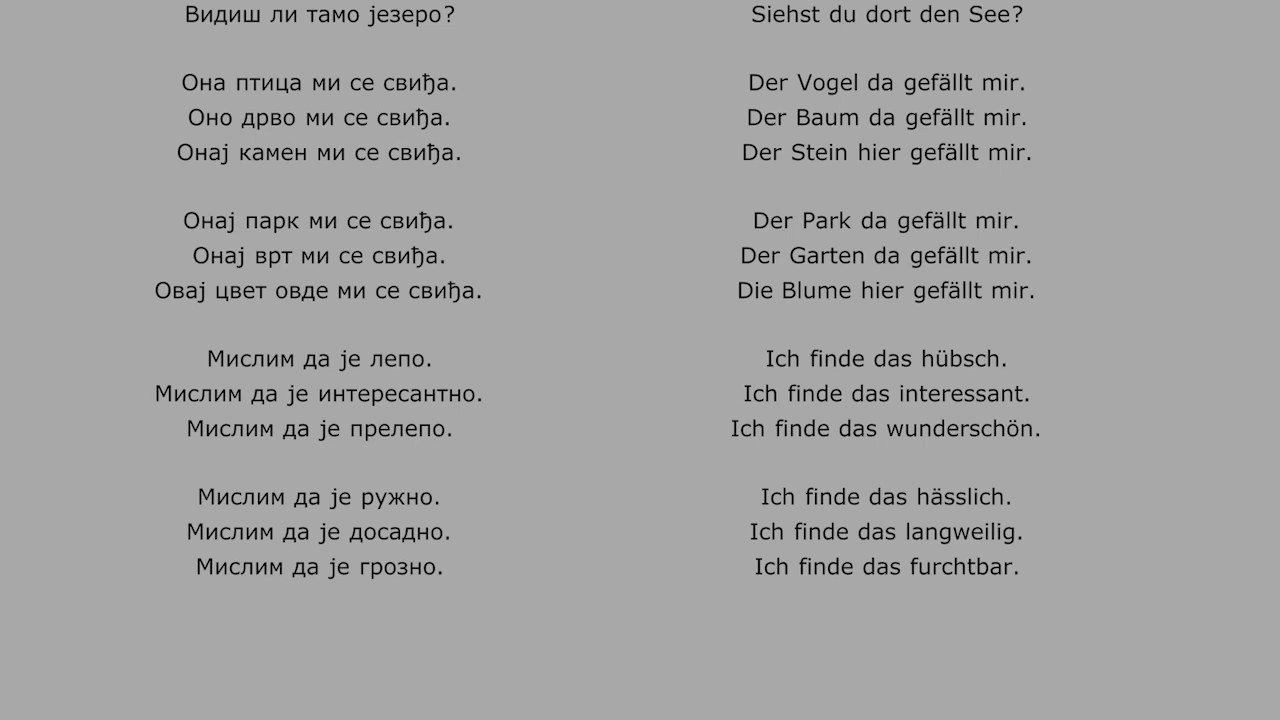 Видиш ли тамо језеро?
Siehst du dort den See?
Она птица ми се свиђа.
Der Vogel da gefällt mir.
Оно дрво ми се свиђа.
Der Baum da gefällt mir.
Онај камен ми се свиђа.
Der Stein hier gefällt mir.
Онај парк ми се свиђа.
Der Park da gefällt mir.
Онај врт ми се свиђа.
Der Garten da gefällt mir.
Овај цвет овде ми се свиђа.
Die Blume hier gefällt mir.
Мислим да је лепо.
Ich finde das hübsch.
Мислим да је интересантно.
Ich finde das interessant.
Мислим да је прелепо.
Ich finde das wunderschön.
Мислим да је ружно.
Ich finde das hässlich.
Мислим да је досадно.
Ich finde das langweilig.
Мислим да је грозно.
Ich finde das furchtbar.